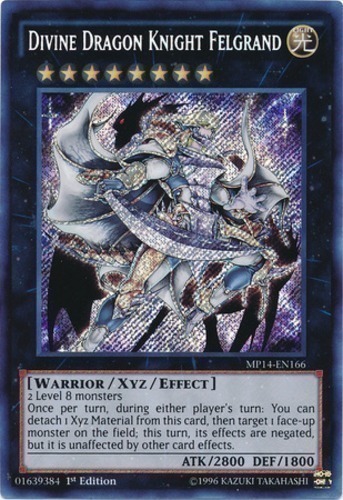 DIVINE DRAGON KNIGHT FELGRAND
LIGHT
光
MP14-EN166
[WARRIOR / XYZ / EFFECT]
2 Level 8 monsters
Once per turn, during either player's turn: You can
detach 1 Xyz Material from this card, then target 1 face-up
monster on the field; this turn, its effects are negated,
but it is unaffected by other card effects.
ATK/2800 DEF/1800
01639384 1st Edition ©1996 KAZUKI TAKAHASHI